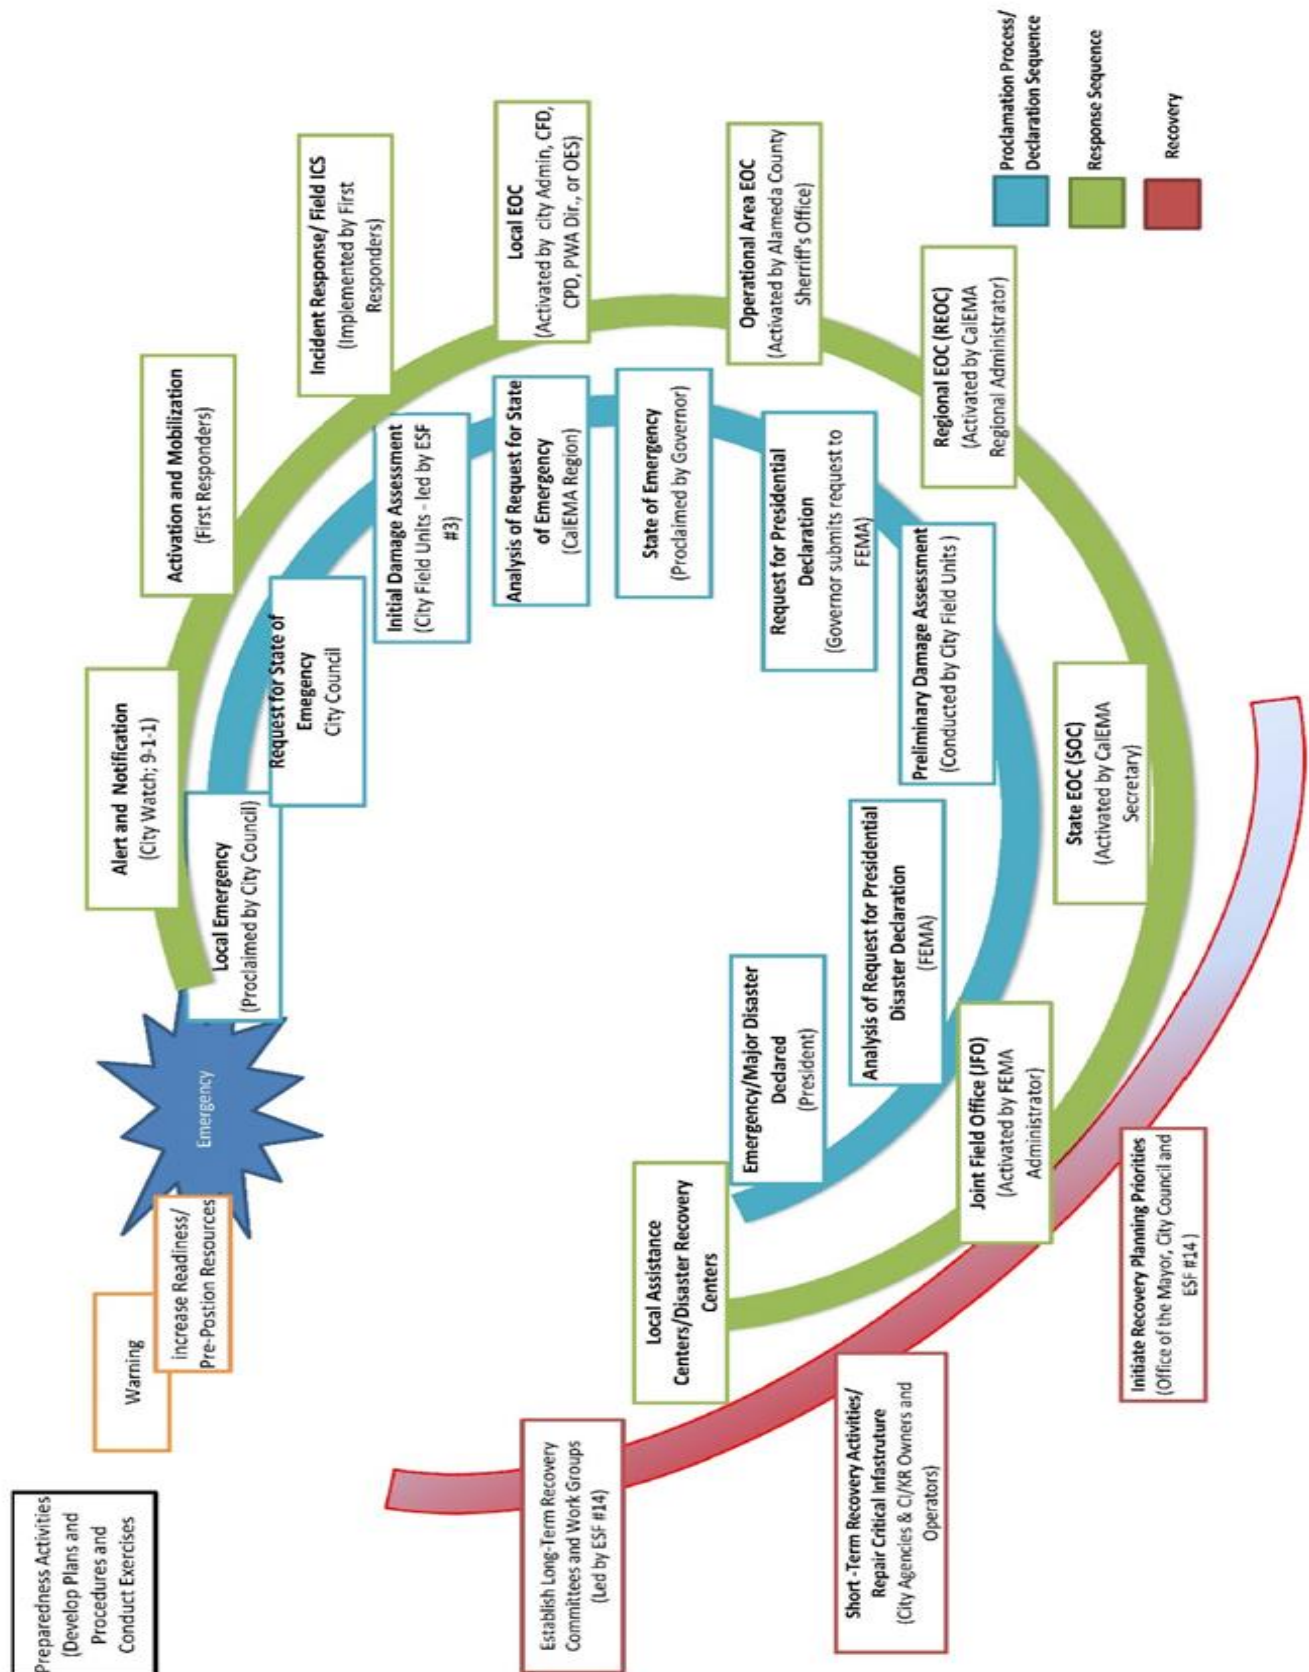 Preparedness Activities
(Develop Plans and
Procedures and
Conduct Exercises
Warning
increase Readiness/
Pre-Postion Resources
Emergency
Alert and Notification
(City Watch; 9-1-1)
Activation and Mobilization
(First Responders)
Incident Response/ Field ICS
(Implemented by First
Responders)
Local EOC
(Activated by city Admin, CFD,
CPD, PWA Dir., or OES)
Operational Area EOC
(Activated by Alameda County
Sherriff's Office)
Regional EOC (REOC)
(Activated by CalEMA
Regional Administrator)
State EOC (SOC)
(Activated by CalEMA
Secretary)
Joint Field Office (JFO)
(Activated by FEMA
Administrator)
Local Assistance
Centers/Disaster Recovery
Centers
Local Emergency
(Proclaimed by City Council)
Request for State of
Emegency
City Council
Initial Damage Assessment
(City Field Units - led by ESF
#3)
Analysis of Request for State
of Emergency
(CalEMA Region)
State of Emergency
(Proclaimed by Governor)
Request for Presidential
Declaration
(Governor submits request to
FEMA)
Preliminary Damage Assessment
(Conducted by City Field Units )
Analysis of Request for Presidential
Disaster Declaration
(FEMA)
Emergency/Major Disaster
Declared
(President)
Initiate Recovery Planning Priorities
(Office of the Mayor, City Council and
ESF #14 )
Short -Term Recovery Activities/
Repair Critical Infastruture
(City Agencies & CI/KR Owners and
Operators)
Establish Long-Term Recovery
Committees and Work Groups
(Led by ESF #14)
Proclamation Process/
Declaration Sequence
Response Sequence
Recovery